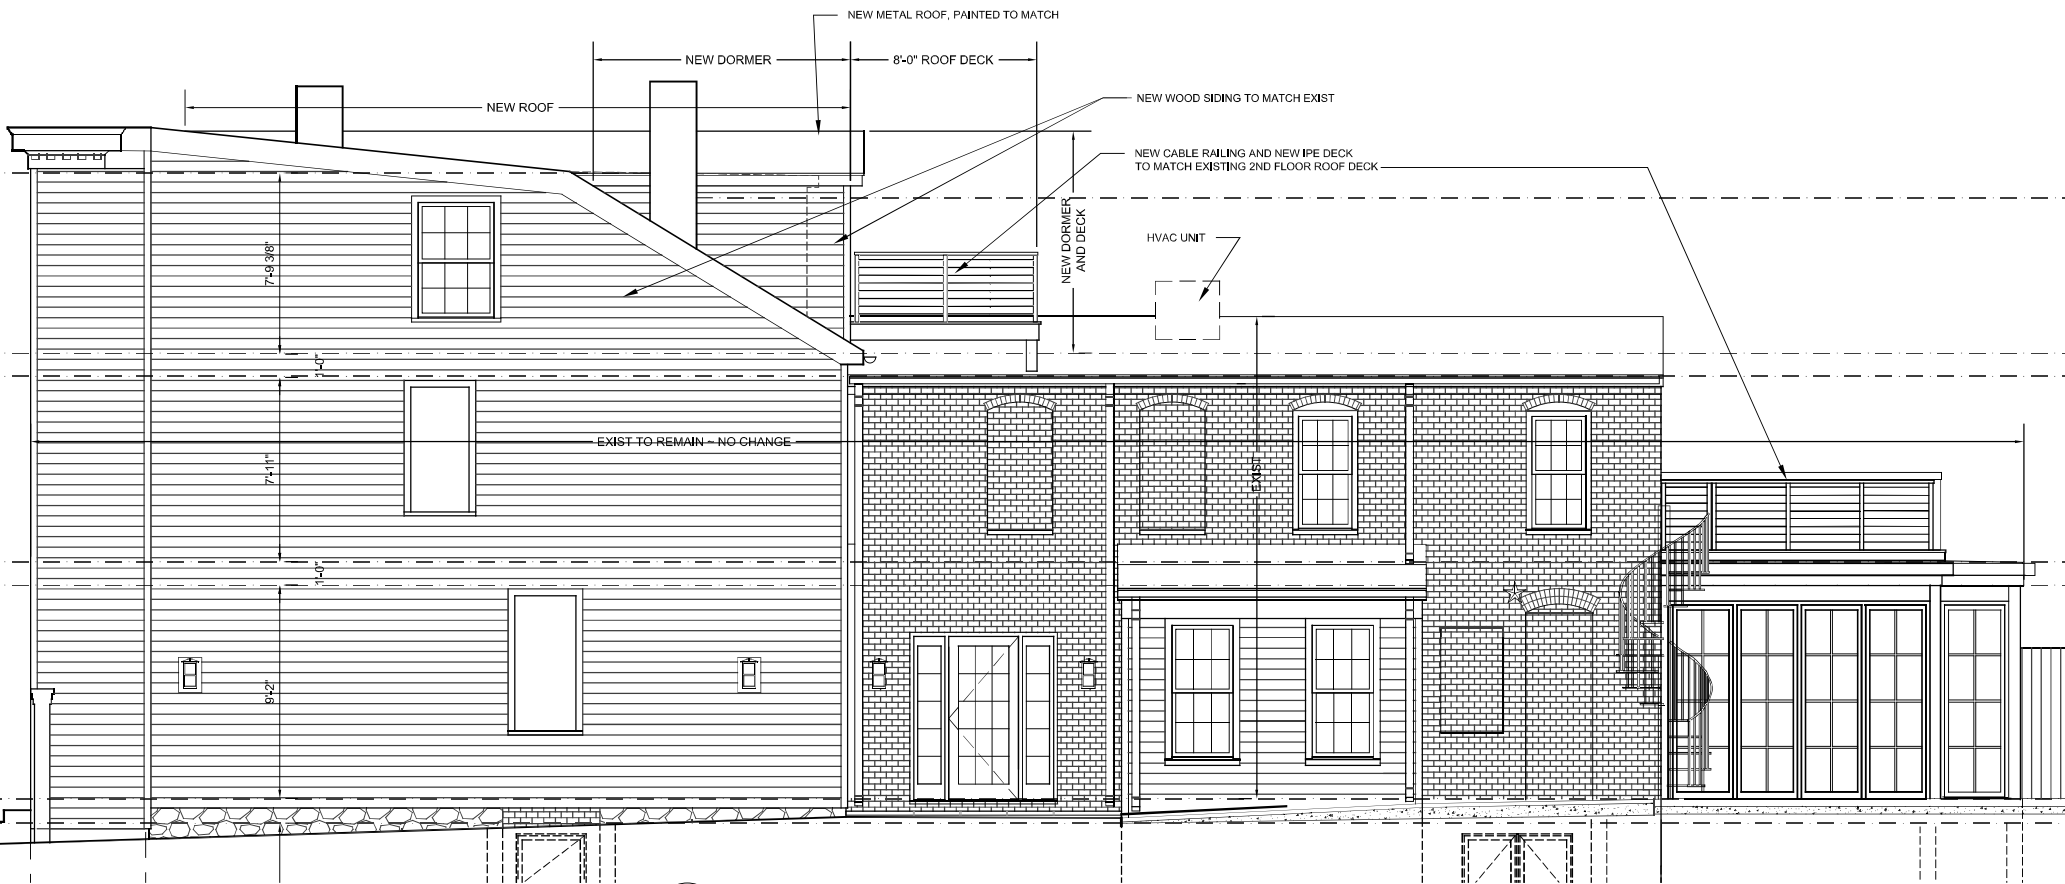 NEW METAL ROOF, PAINTED TO MATCH
NEW DORMER
8'-0" ROOF DECK
NEW ROOF
NEW WOOD SIDING TO MATCH EXIST
NEW CABLE RAILING AND NEW IPE DECK
TO MATCH EXISTING 2ND FLOOR ROOF DECK
NEW DORMER
AND DECK
HVAC UNIT
7'-9 3/8"
1'-0"
EXIST TO REMAIN ~ NO CHANGE
7'-11"
EXIST
1'-0"
9'-2"